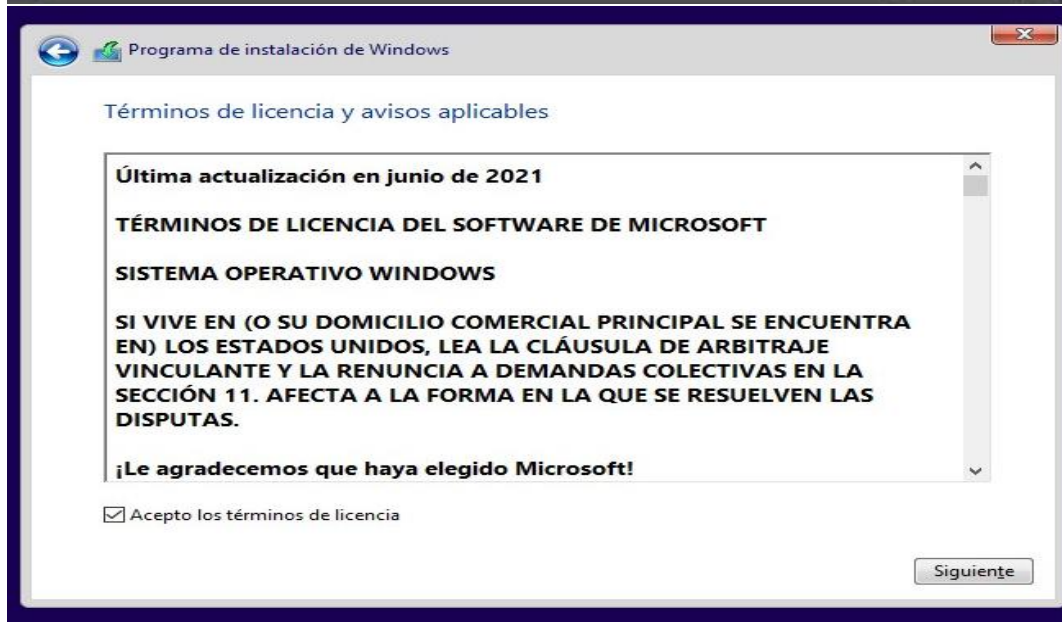 Programa de instalación de Windows
Términos de licencia y avisos aplicables
Última actualización en junio de 2021
TÉRMINOS DE LICENCIA DEL SOFTWARE DE MICROSOFT
SISTEMA OPERATIVO WINDOWS
SI VIVE EN (O SU DOMICILIO COMERCIAL PRINCIPAL SE ENCUENTRA
EN) LOS ESTADOS UNIDOS, LEA LA CLÁUSULA DE ARBITRAJE
VINCULANTE Y LA RENUNCIA A DEMANDAS COLECTIVAS EN LA
SECCIÓN 11. AFECTA A LA FORMA EN LA QUE SE RESUELVEN LAS
DISPUTAS.
¡Le agradecemos que haya elegido Microsoft!
Acepto los términos de licencia
Siguiente